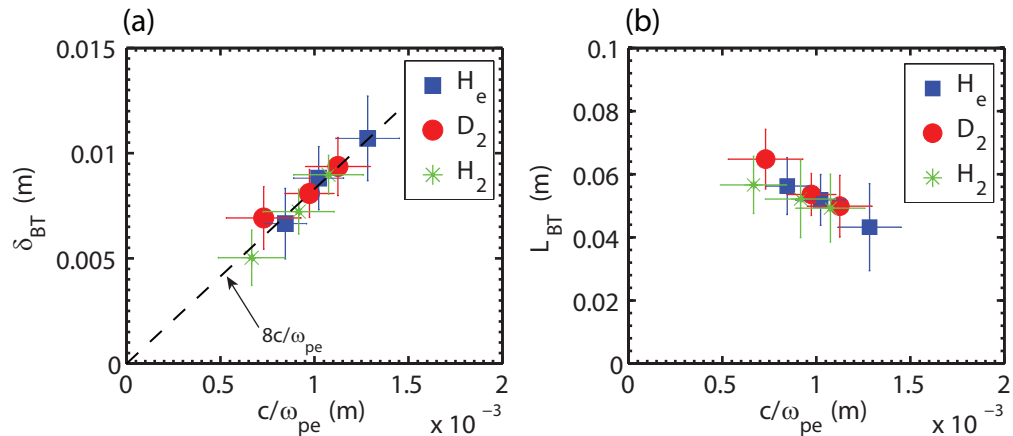 (a)
0.015
0.01
0.005
0
δ_BT (m)
H_e
D_2
H_2
8c/ω_pe
0 0.5 1 1.5 2
c/ω_pe (m) x 10^−3
(b)
0.1
0.08
0.06
0.04
0.02
0
L_BT (m)
H_e
D_2
H_2
0 0.5 1 1.5 2
c/ω_pe (m) x 10^−3